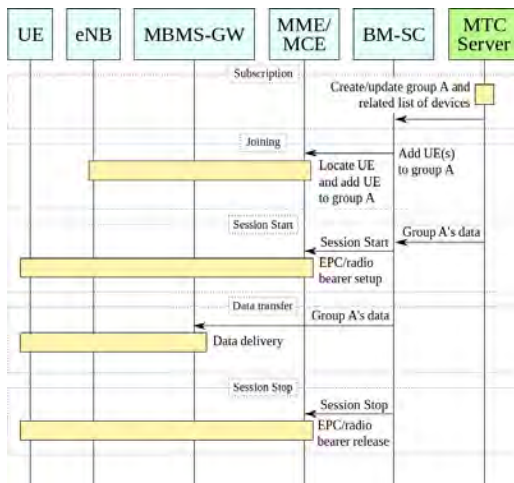 UE
eNB
MBMS-GW
MME/
MCE
BM-SC
MTC
Server
Subscription
Create/update group A and
related list of devices
Joining
Add UE(s)
to group A
Locate UE
and add UE
to group A
Session Start
Group A's data
Session Start
EPC/radio
bearer setup
Data transfer
Group A's data
Data delivery
Session Stop
Session Stop
EPC/radio
bearer release